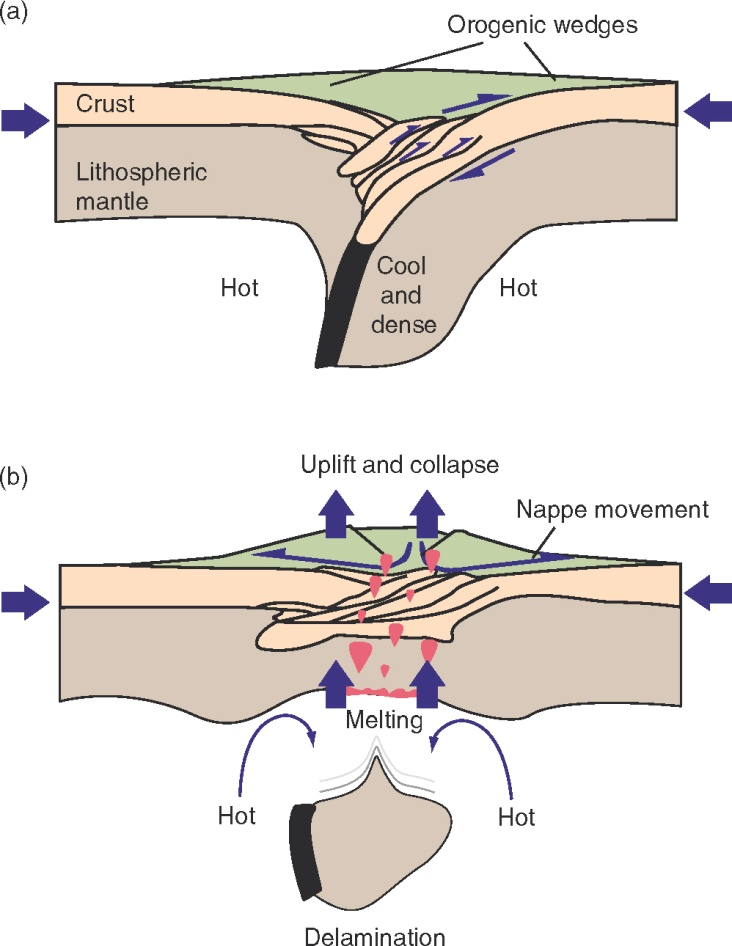 (a)
Orogenic wedges
Crust
Lithospheric
mantle
Hot
Cool
and
dense
Hot
(b)
Uplift and collapse
Nappe movement
Melting
Hot
Hot
Delamination